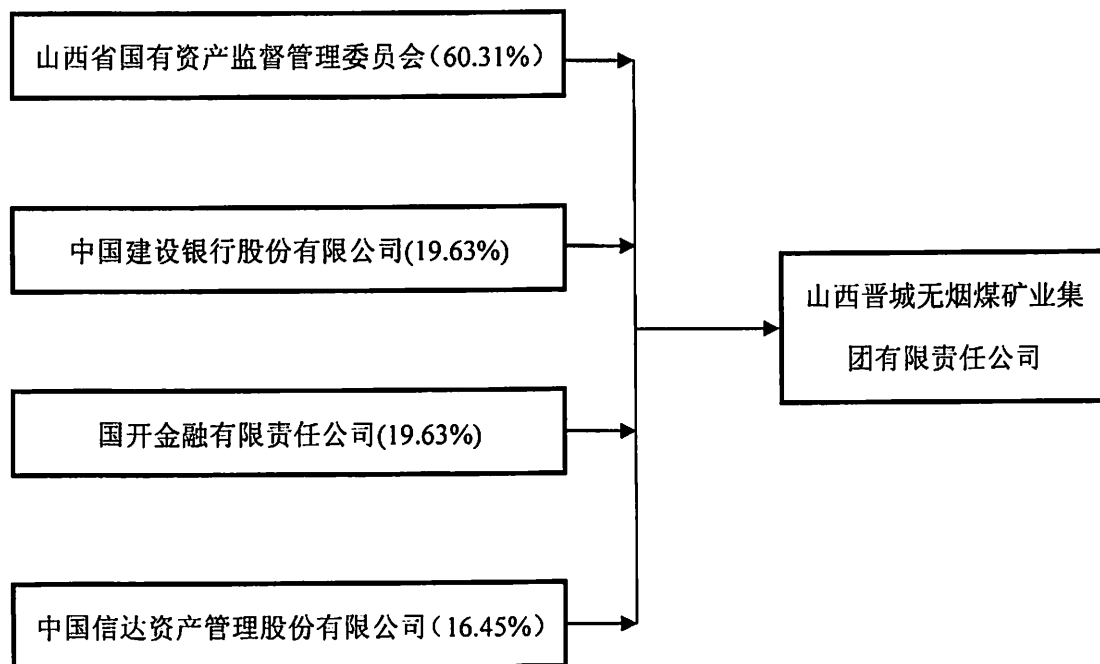 山西省国有资产监督管理委员会（60.31%）
中国建设银行股份有限公司(19.63%)
国开金融有限责任公司(19.63%)
中国信达资产管理股份有限公司（16.45%）
山西晋城无烟煤矿业集
团有限责任公司